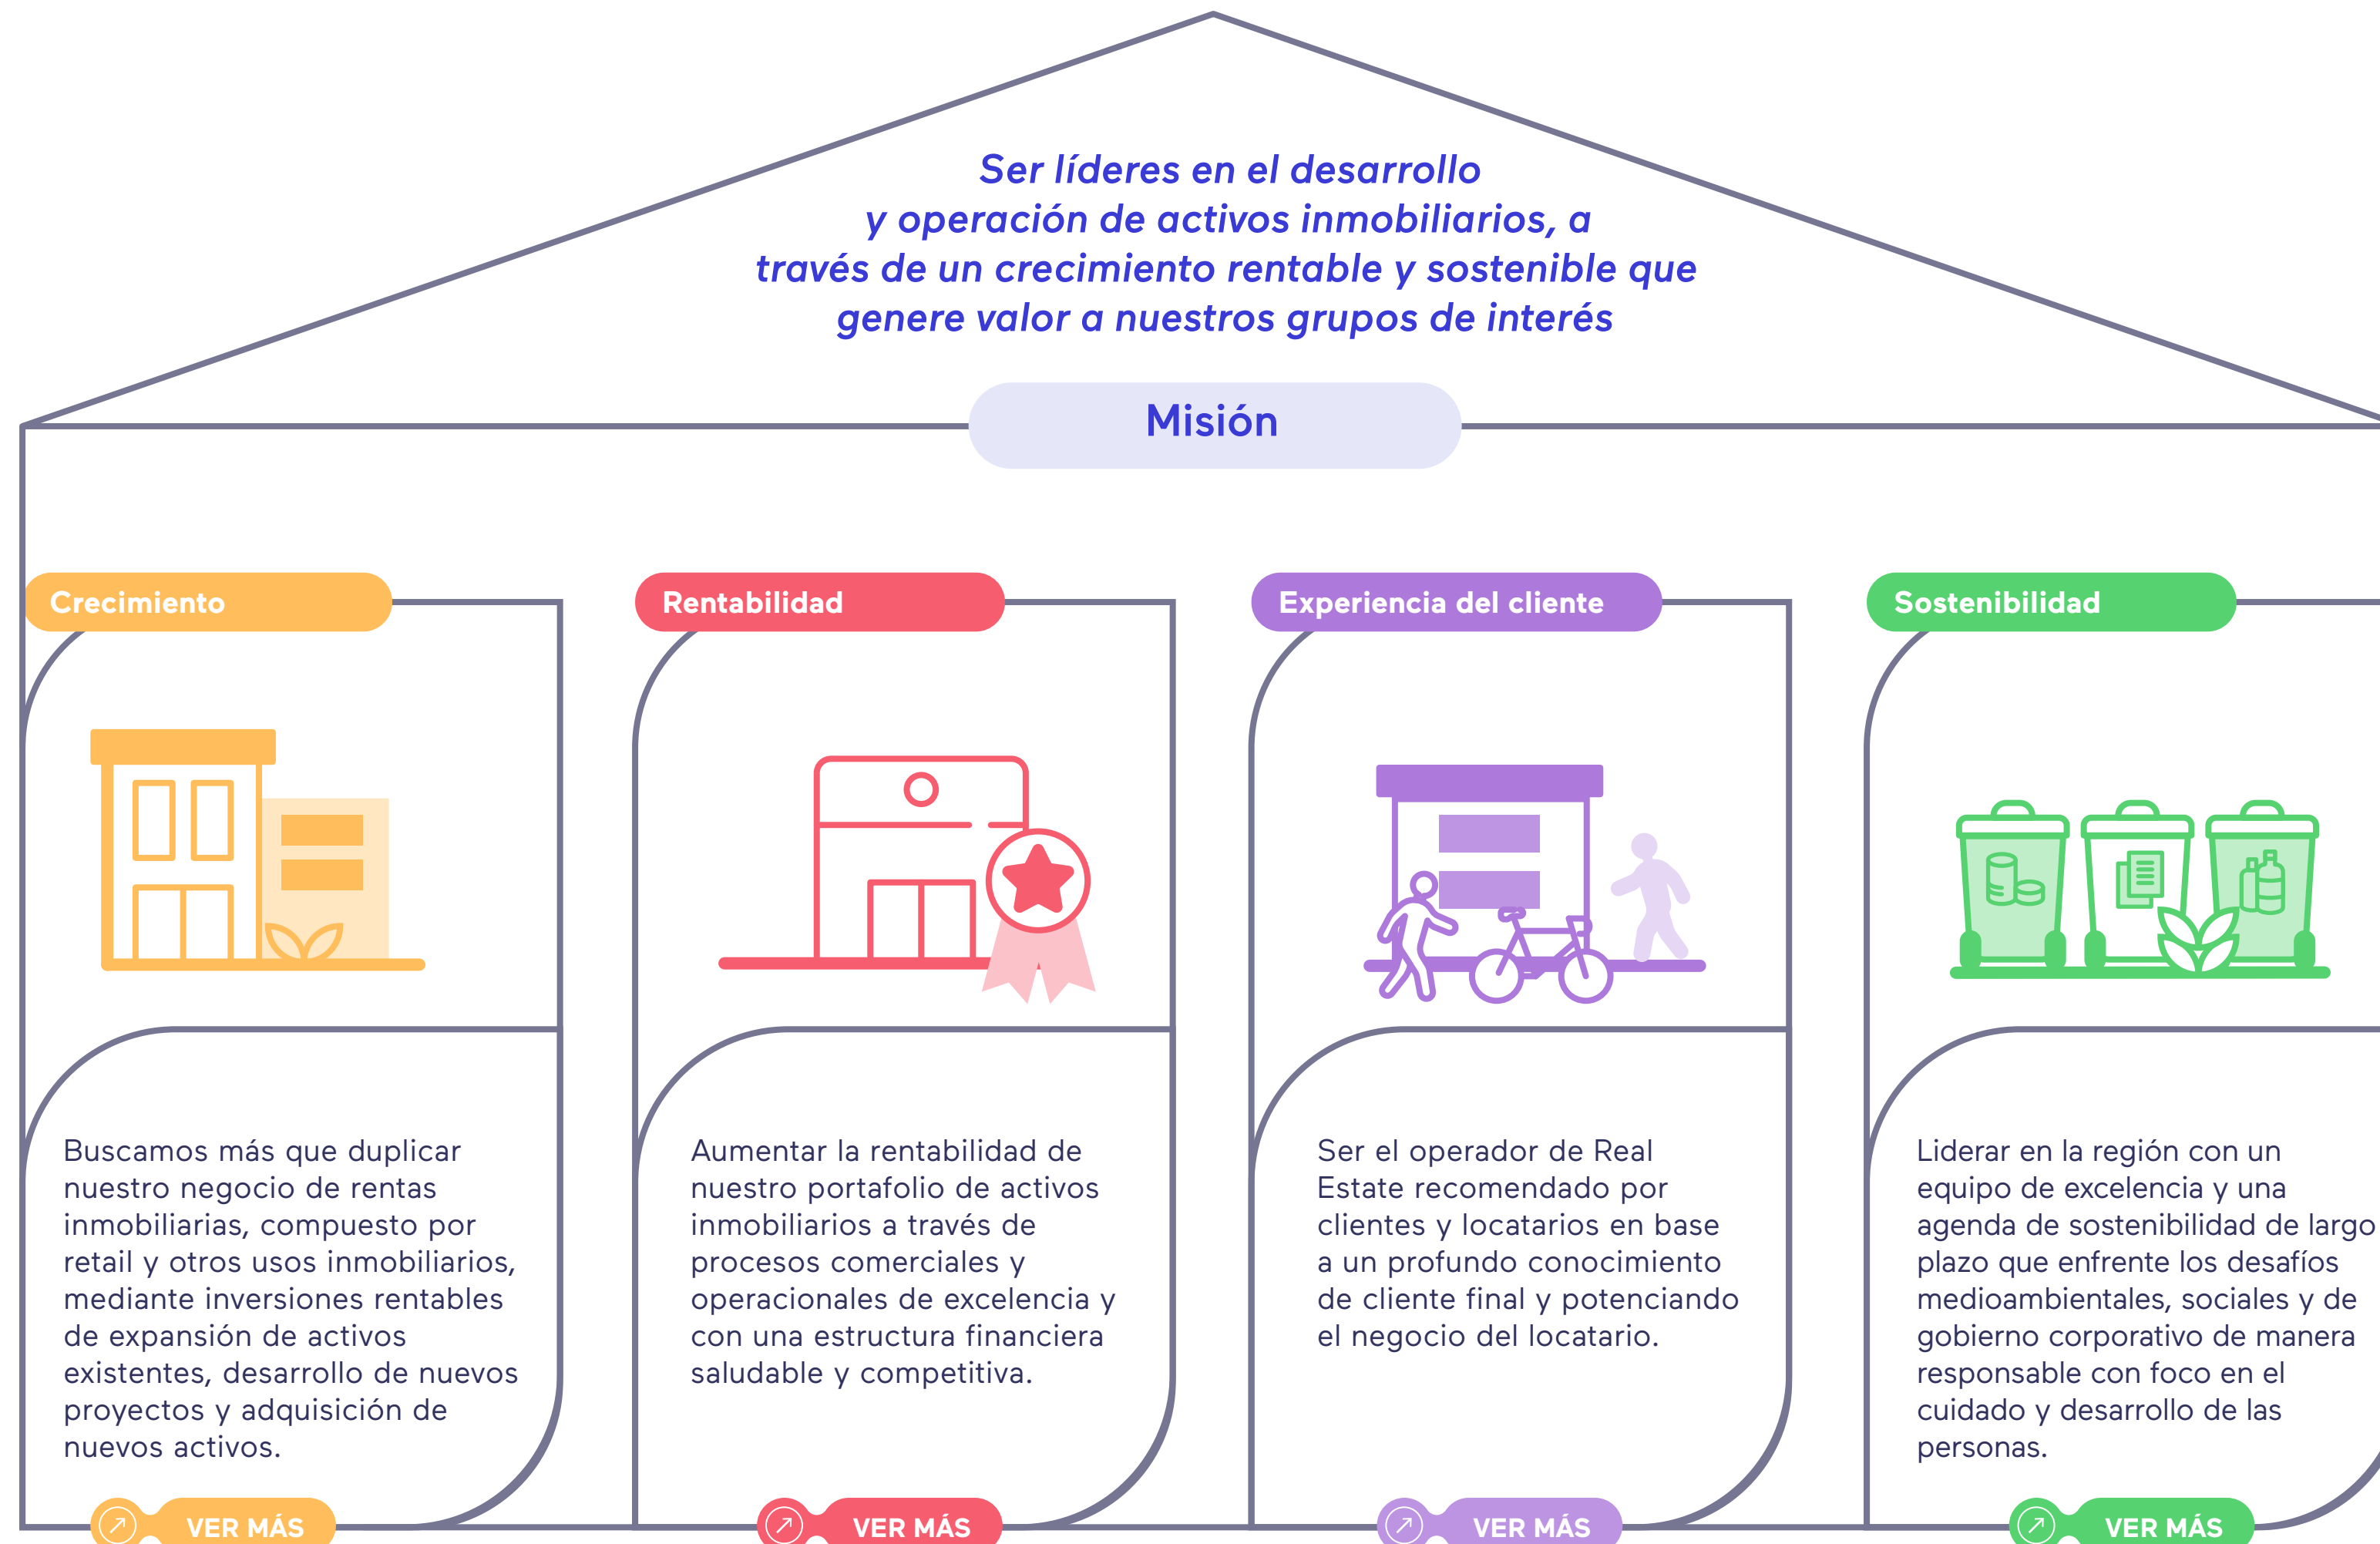 Ser líderes en el desarrollo
y operación de activos inmobiliarios, a
través de un crecimiento rentable y sostenible que
genere valor a nuestros grupos de interés
Misión
Crecimiento
Buscamos más que duplicar
nuestro negocio de rentas
inmobiliarias, compuesto por
retail y otros usos inmobiliarios,
mediante inversiones rentables
de expansión de activos
existentes, desarrollo de nuevos
proyectos y adquisición de
nuevos activos.
VER MÁS
Rentabilidad
Aumentar la rentabilidad de
nuestro portafolio de activos
inmobiliarios a través de
procesos comerciales y
operacionales de excelencia y
con una estructura financiera
saludable y competitiva.
VER MÁS
Experiencia del cliente
Ser el operador de Real
Estate recomendado por
clientes y locatarios en base
a un profundo conocimiento
de cliente final y potenciando
el negocio del locatario.
VER MÁS
Sostenibilidad
Liderar en la región con un
equipo de excelencia y una
agenda de sostenibilidad de largo
plazo que enfrente los desafíos
medioambientales, sociales y de
gobierno corporativo de manera
responsable con foco en el
cuidado y desarrollo de las
personas.
VER MÁS